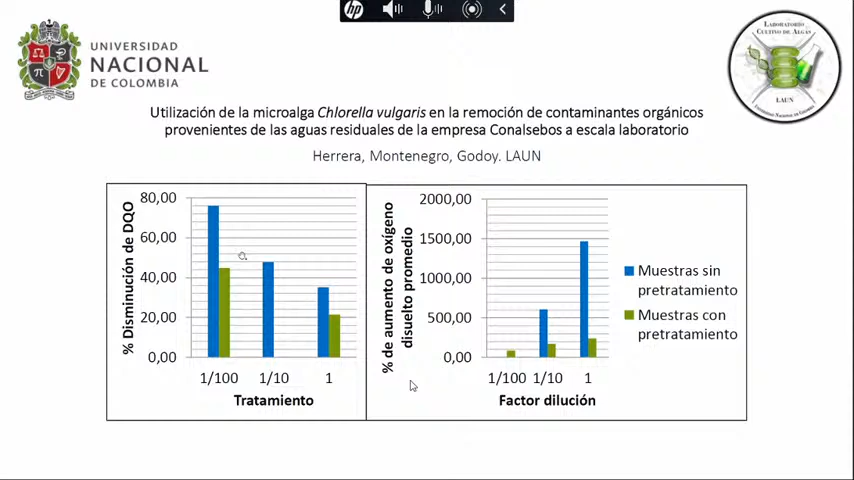 hp
UNIVERSIDAD
NACIONAL
DE COLOMBIA
LABORATORIO
CULTIVO DE ALGAS
LAUN
Utilización de la microalga Chlorella vulgaris en la remoción de contaminantes orgánicos
provenientes de las aguas residuales de la empresa Conalsebos a escala laboratorio
Herrera, Montenegro, Godoy. LAUN
% Disminución de DQO
80,00
60,00
40,00
20,00
0,00
1/100 1/10 1
Tratamiento
% de aumento de oxígeno
disuelto promedio
2000,00
1500,00
1000,00
500,00
0,00
1/100 1/10 1
Factor dilución
Muestras sin
pretratamiento
Muestras con
pretratamiento